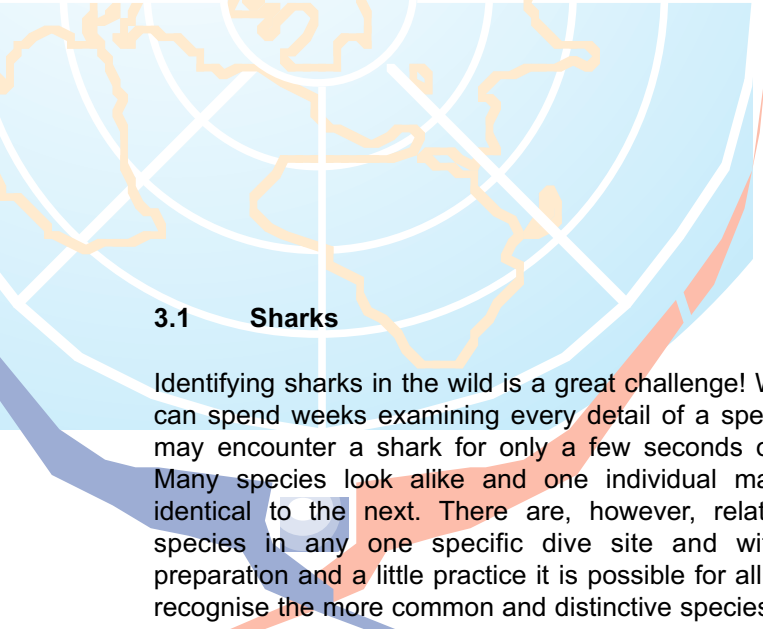 3.1 Sharks
Identifying sharks in the wild is a great challenge!
can spend weeks examining every detail of a
may encounter a shark for only a few seconds
Many species look alike and one individual
identical to the next. There are, however,
species in any one specific dive site and
preparation and a little practice it is possible for all
recognise the more common and distinctive species